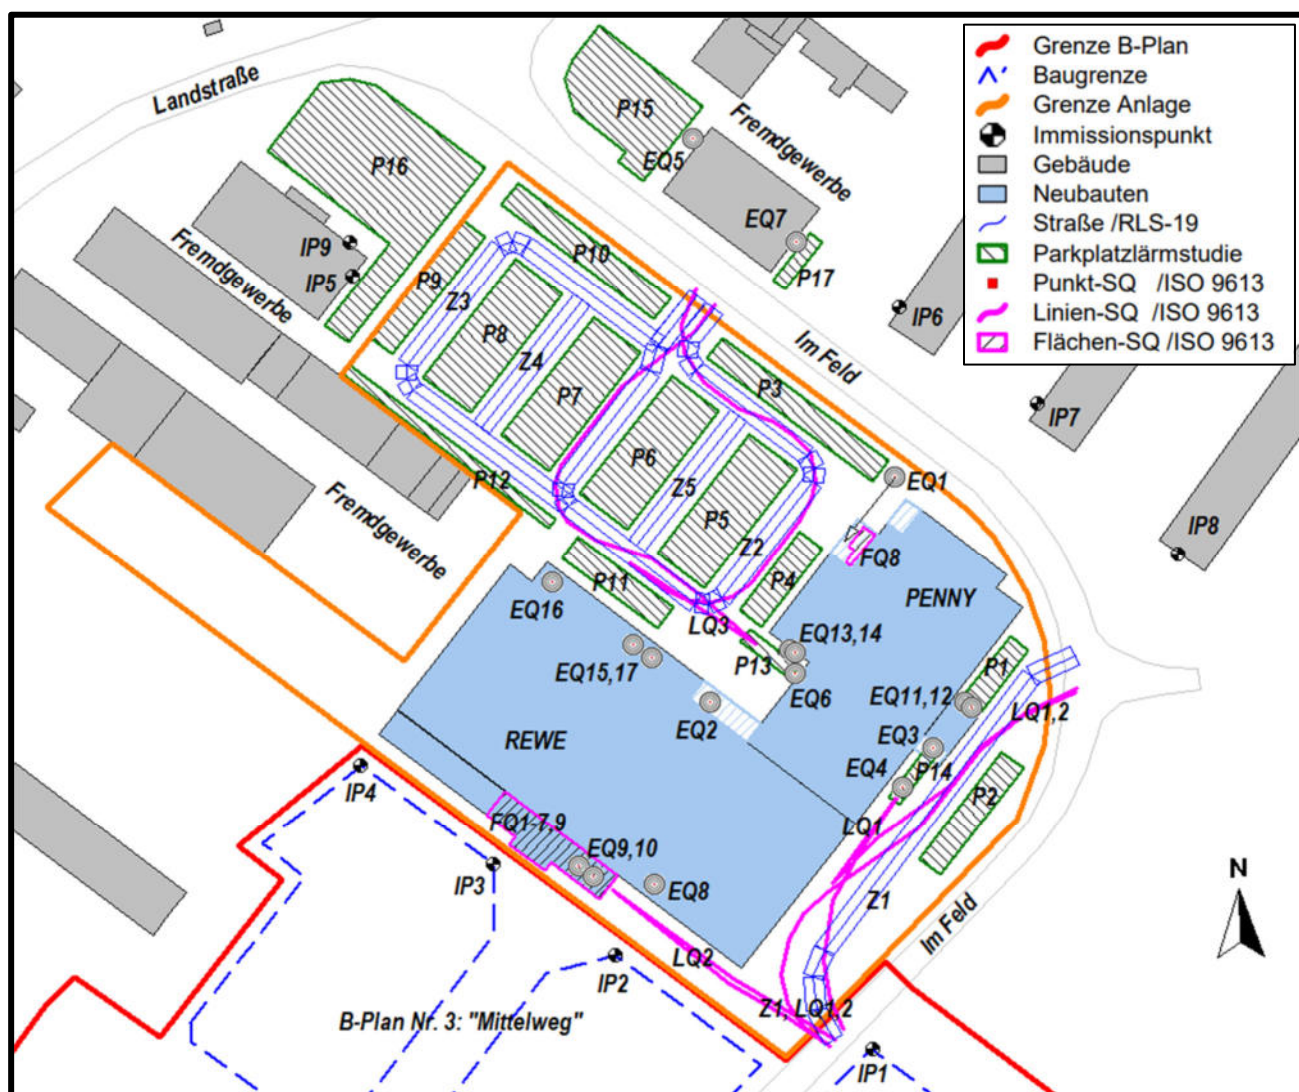 Grenze B-Plan
Baugrenze
Grenze Anlage
Immissionspunkt
Gebäude
Neubauten
Straße /RLS-19
Parkplatzlärmstudie
Punkt-SQ /ISO 9613
Linien-SQ /ISO 9613
Flächen-SQ /ISO 9613
Landstraße
P15
Fremdgewerbe
EQ5
P16
EQ7
IP9
P10
P17
Fremdgewerbe
IP5
P9
Z3
IP6
P8
Z4
Im Feld
P7
P3
IP7
P6
P12
Z5
EQ1
Fremdgewerbe
P5
IP8
Z2
FQ8
P11
P4
PENNY
EQ16
LQ3
EQ13,14
P13
P1
EQ15,17
EQ6
EQ11,12
EQ2
LQ1,2
REWE
EQ3
EQ4
P14
IP4
P2
FQ1-7,9
LQ1
EQ9,10
IP3
EQ8
Z1
N
Im Feld
LQ2
IP2
Z1, LQ1,2
B-Plan Nr. 3: "Mittelweg"
IP1